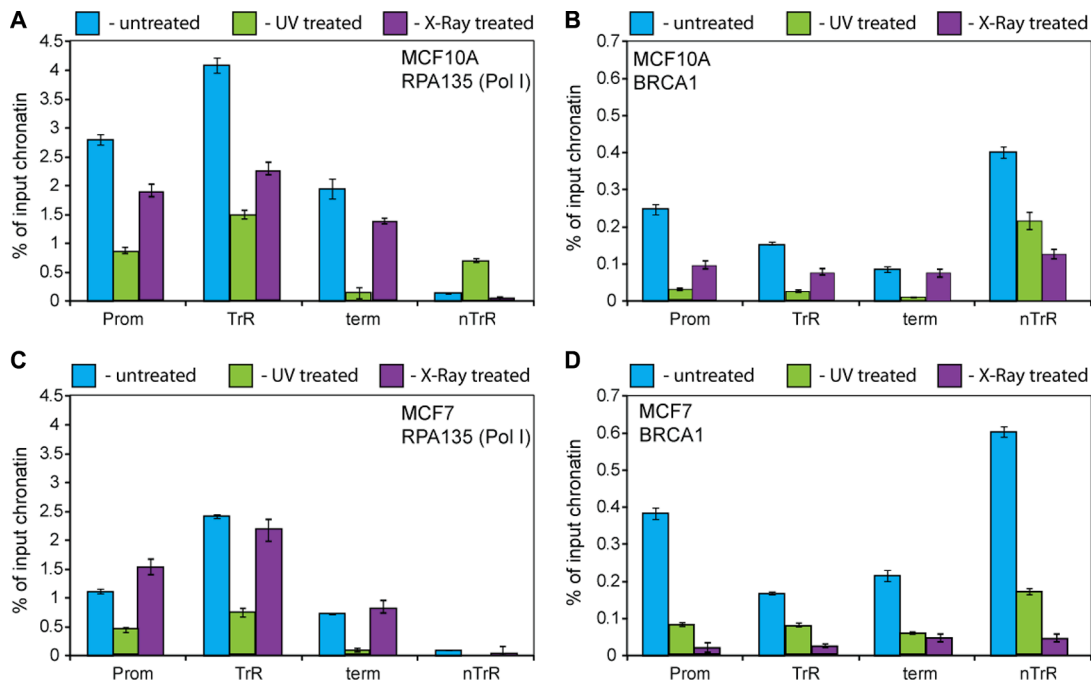 A
- untreated - UV treated - X-Ray treated
MCF10A
RPA135 (Pol I)
% of input chronatin
4.5
4
3.5
3
2.5
2
1.5
1
0.5
0
Prom TrR term nTrR
B
- untreated - UV treated - X-Ray treated
MCF10A
BRCA1
% of input chronatin
0.7
0.6
0.5
0.4
0.3
0.2
0.1
0
Prom TrR term nTrR
C
- untreated - UV treated - X-Ray treated
MCF7
RPA135 (Pol I)
% of input chronatin
4.5
4
3.5
3
2.5
2
1.5
1
0.5
0
Prom TrR term nTrR
D
- untreated - UV treated - X-Ray treated
MCF7
BRCA1
% of input chronatin
0.7
0.6
0.5
0.4
0.3
0.2
0.1
0
Prom TrR term nTrR